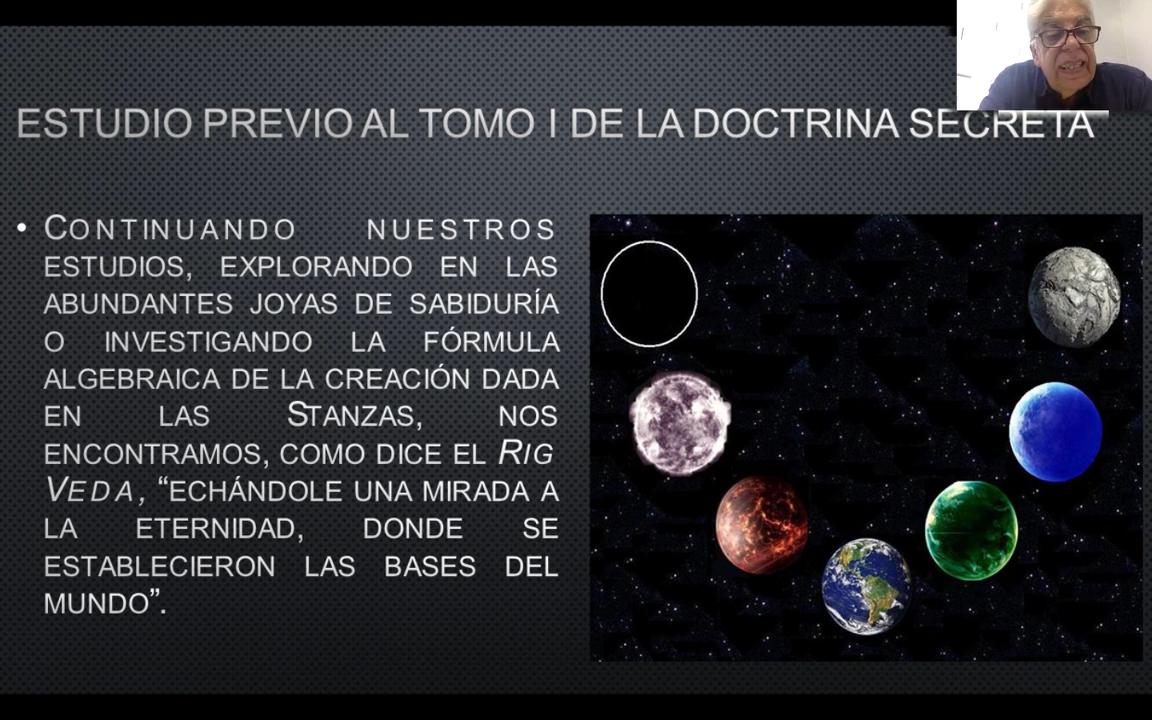 ESTUDIO PREVIO AL TOMO I DE LA DOCTRINA SECRETA
• CONTINUANDO NUESTROS
ESTUDIOS, EXPLORANDO EN LAS
ABUNDANTES JOYAS DE SABIDURÍA
O INVESTIGANDO LA FÓRMULA
ALGEBRAICA DE LA CREACIÓN DADA
EN LAS STANZAS, NOS
ENCONTRAMOS, COMO DICE EL RIG
VEDA, “ECHÁNDOLE UNA MIRADA A
LA ETERNIDAD, DONDE SE
ESTABLECIERON LAS BASES DEL
MUNDO”.